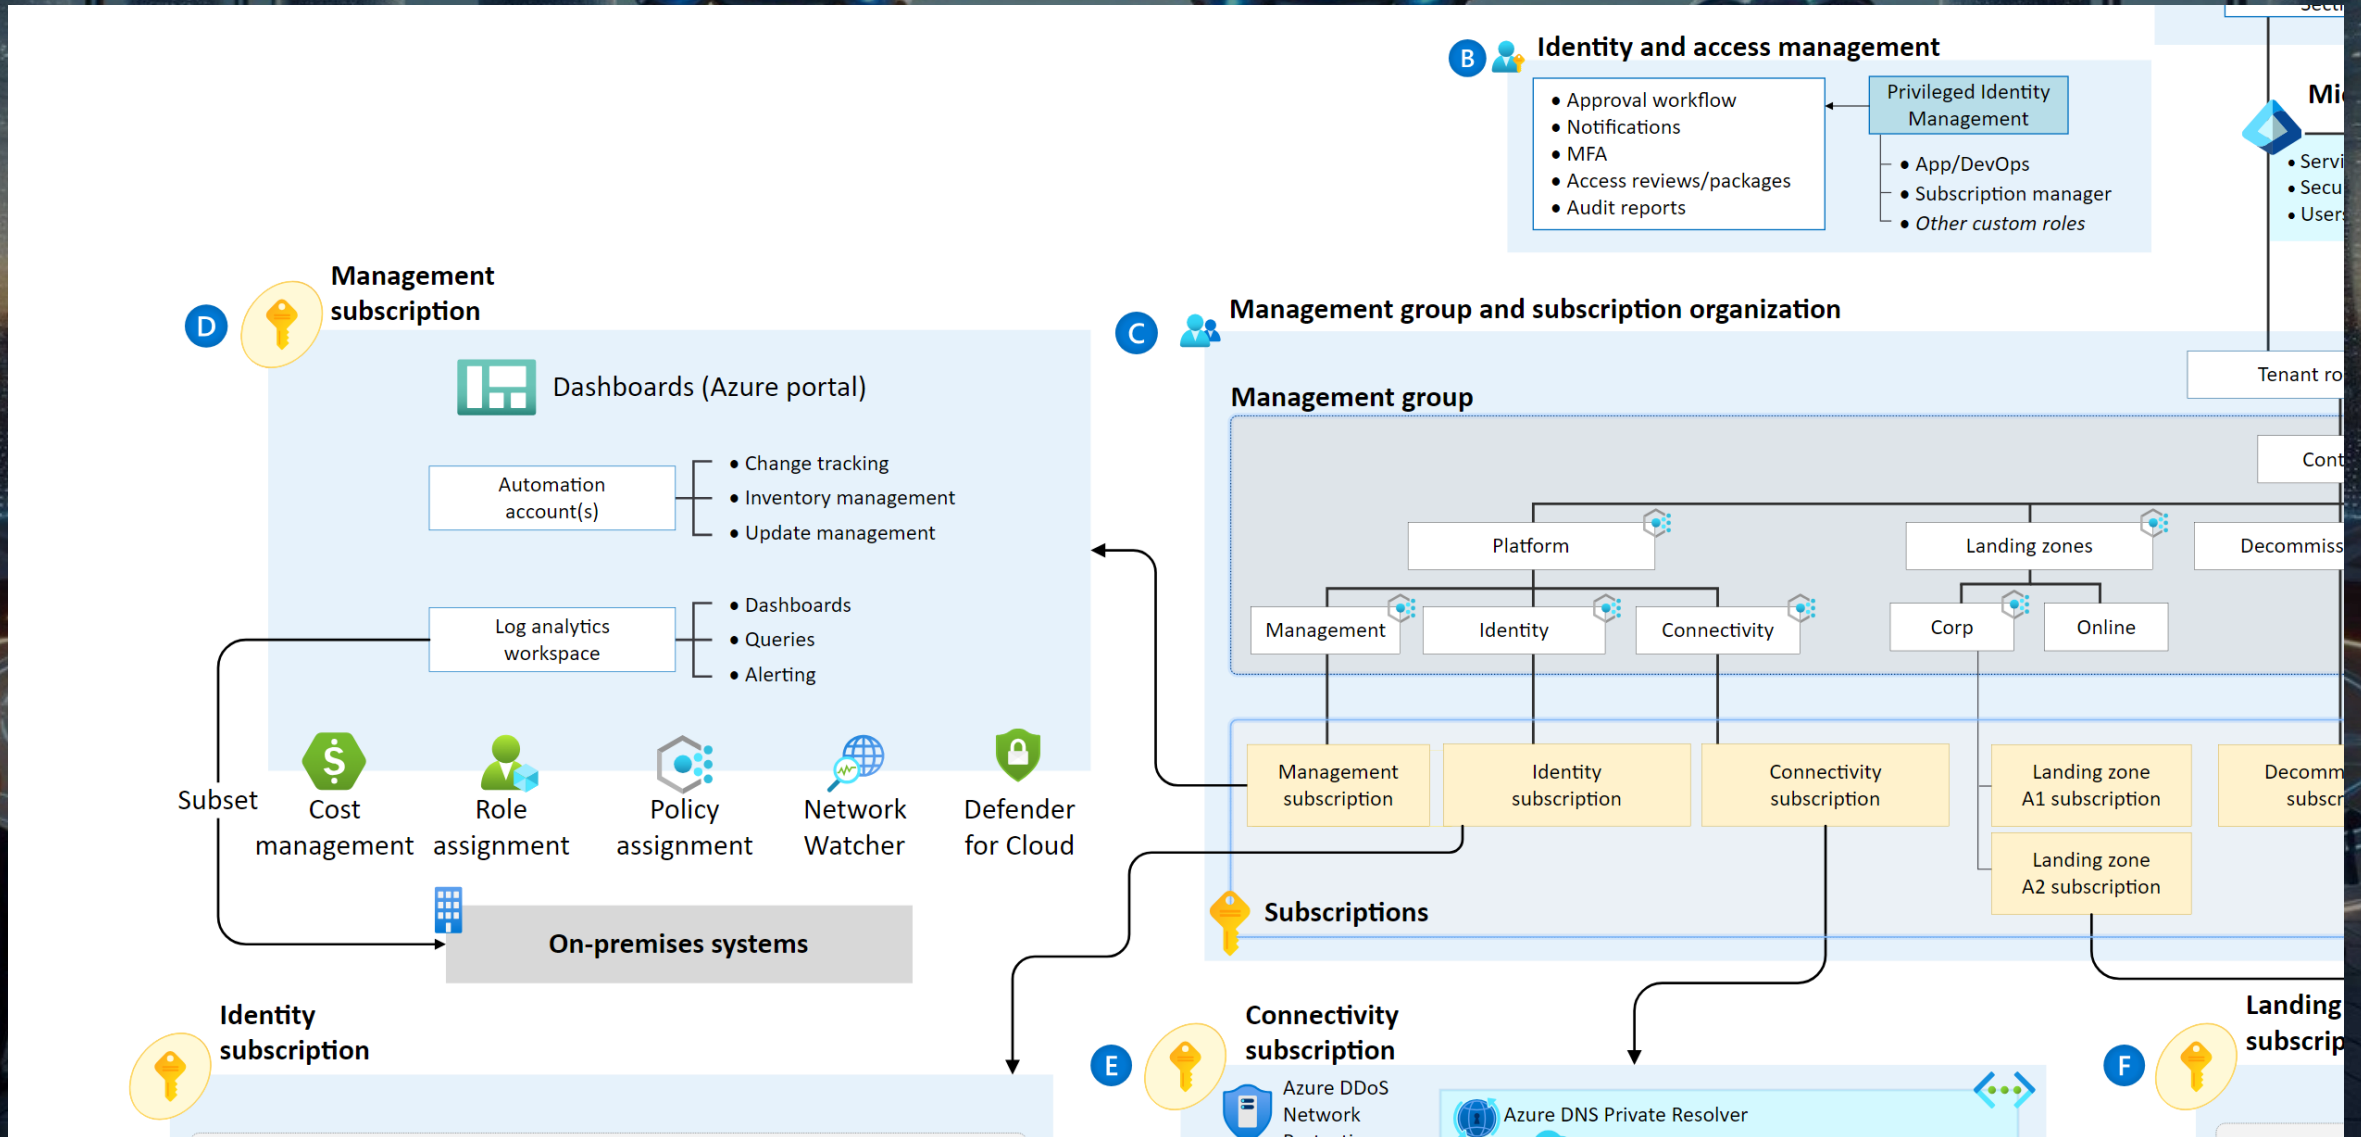 B
Identity and access management
• Approval workflow
• Notifications
• MFA
• Access reviews/packages
• Audit reports
Privileged Identity
Management
• App/DevOps
• Subscription manager
• Other custom roles
D
Management
subscription
Dashboards (Azure portal)
Automation
account(s)
• Change tracking
• Inventory management
• Update management
Log analytics
workspace
• Dashboards
• Queries
• Alerting
Subset
Cost
management
Role
assignment
Policy
assignment
Network
Watcher
Defender
for Cloud
On-premises systems
C
Management group and subscription organization
Management group
Tenant
Platform
Landing zones
Management
Identity
Connectivity
Corp
Online
Management
subscription
Identity
subscription
Connectivity
subscription
Landing zone
A1 subscription
Landing zone
A2 subscription
Subscriptions
Identity
subscription
E
Connectivity
subscription
Azure DDoS
Network
Azure DNS Private Resolver
F
Landing